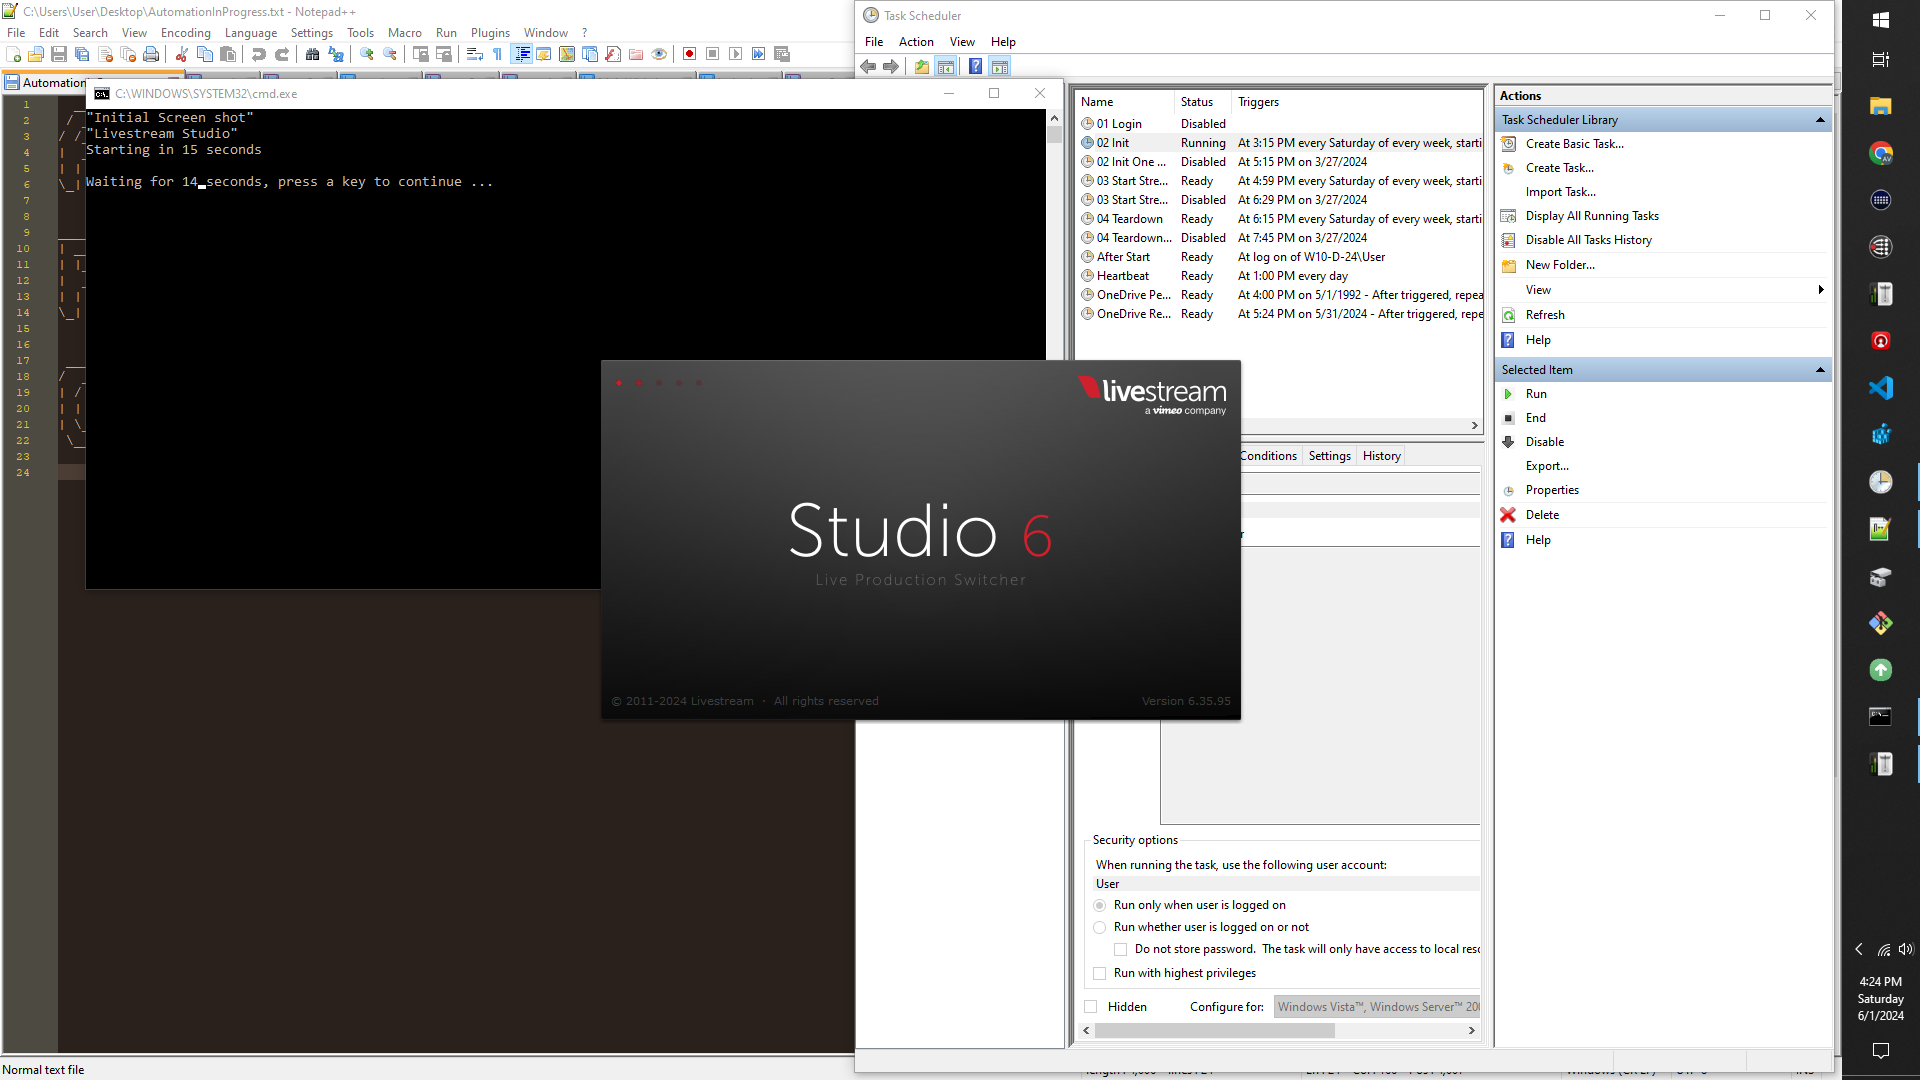 C:\Users\User\Desktop\AutomationInProgress.txt - Notepad++
File Edit Search View Encoding Language Settings Tools Macro Run Plugins Window ?
Automation
C:\WINDOWS\SYSTEM32\cmd.exe
"Initial Screen shot"
"Livestream Studio"
Starting in 15 seconds
Waiting for 14 seconds, press a key to continue ...
1
2
3
4
5
6
7
8
9
10
11
12
13
14
15
16
17
18
19
20
21
22
23
24
Normal text file
livestream
a vimeo company
Studio 6
Live Production Switcher
© 2011-2024 Livestream · All rights reserved
Version 6.35.95
Task Scheduler
File Action View Help
Name Status Triggers
01 Login Disabled
02 Init Running At 3:15 PM every Saturday of every week, starti
02 Init One ... Disabled At 5:15 PM on 3/27/2024
03 Start Stre... Ready At 4:59 PM every Saturday of every week, starti
03 Start Stre... Disabled At 6:29 PM on 3/27/2024
04 Teardown Ready At 6:15 PM every Saturday of every week, starti
04 Teardown... Disabled At 7:45 PM on 3/27/2024
After Start Ready At log on of W10-D-24\User
Heartbeat Ready At 1:00 PM every day
OneDrive Pe... Ready At 4:00 PM on 5/1/1992 - After triggered, repea
OneDrive Re... Ready At 5:24 PM on 5/31/2024 - After triggered, repe
Conditions Settings History
Security options
When running the task, use the following user account:
User
Run only when user is logged on
Run whether user is logged on or not
Do not store password. The task will only have access to local resc
Run with highest privileges
Hidden Configure for: Windows Vista™, Windows Server™ 200
Actions
Task Scheduler Library
Create Basic Task...
Create Task...
Import Task...
Display All Running Tasks
Disable All Tasks History
New Folder...
View
Refresh
Help
Selected Item
Run
End
Disable
Export...
Properties
Delete
Help
4:24 PM
Saturday
6/1/2024